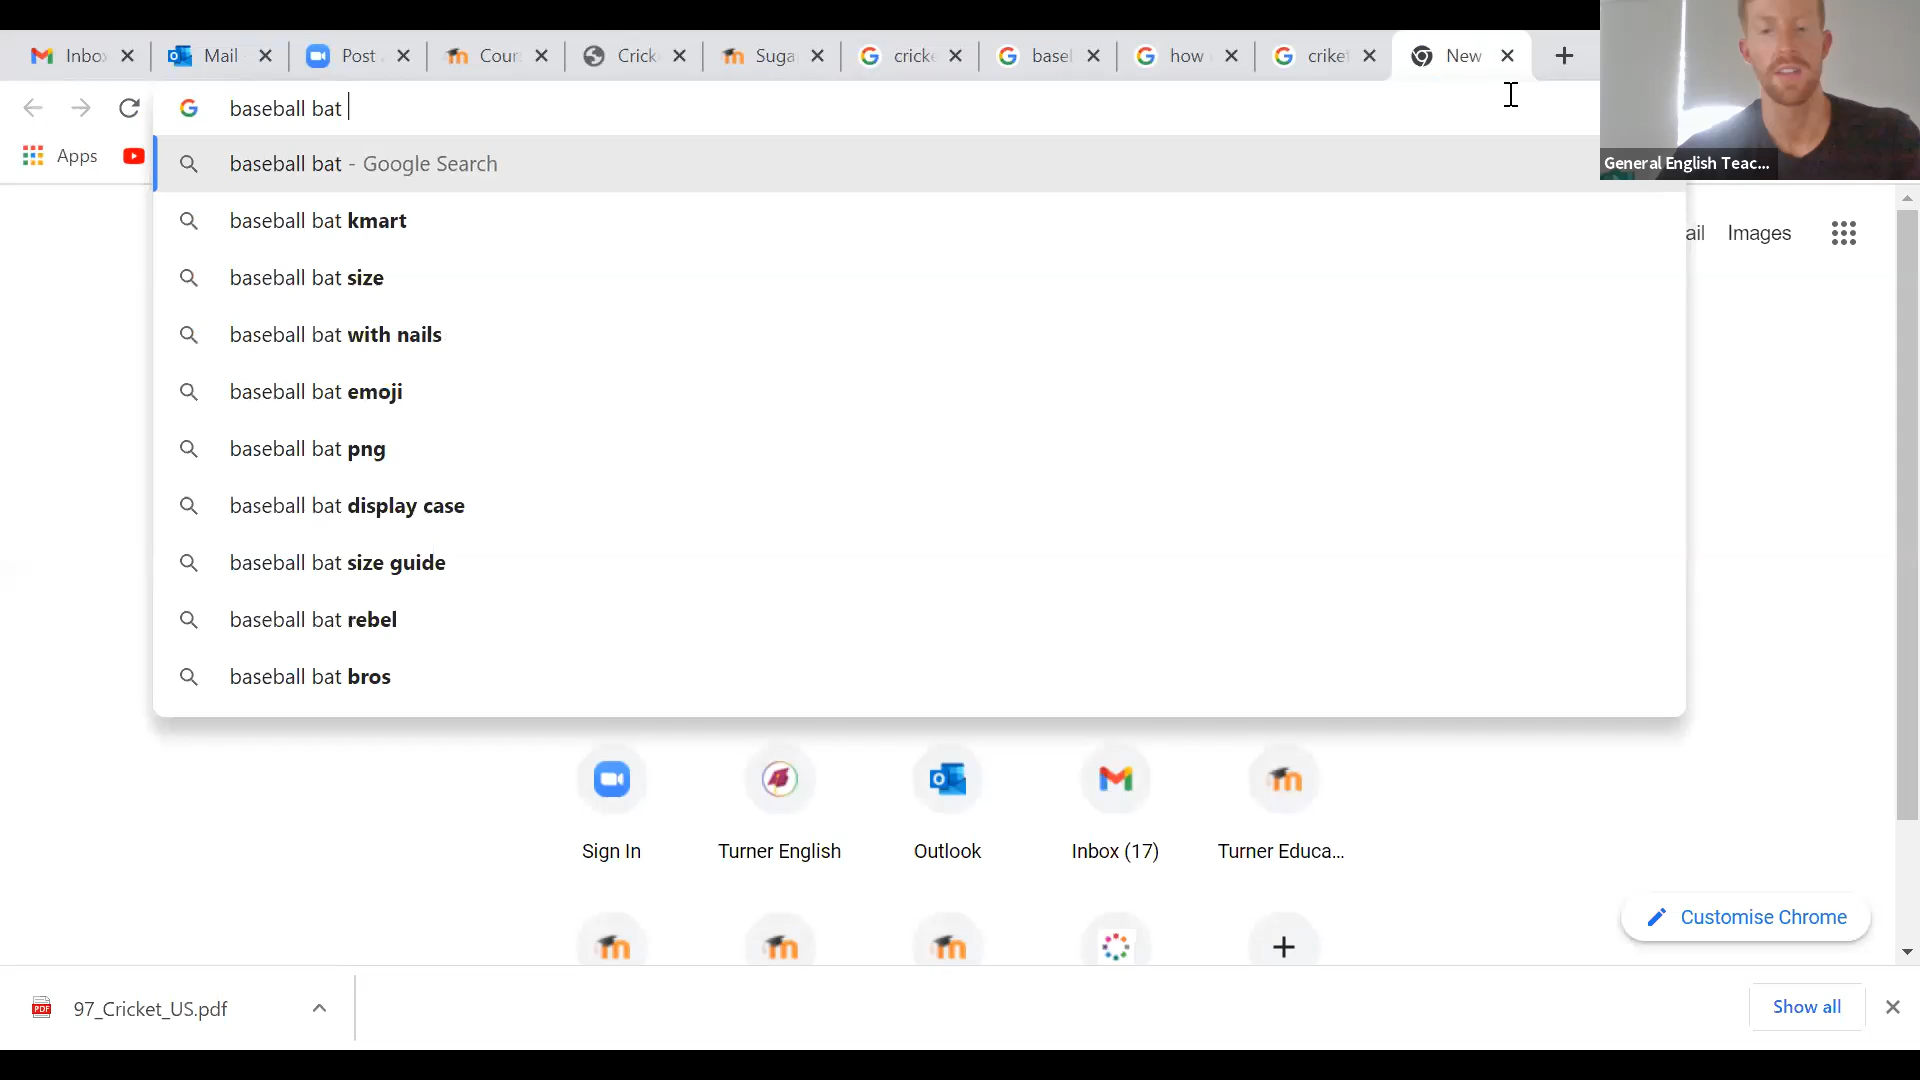 Inbo
Mail
Post
Cour
Crick
Suga
cricke
basel
how
criket
New
baseball bat
General English Teac...
Apps
baseball bat - Google Search
baseball bat kmart
ail
Images
baseball bat size
baseball bat with nails
baseball bat emoji
baseball bat png
baseball bat display case
baseball bat size guide
baseball bat rebel
baseball bat bros
Sign In
Turner English
Outlook
Inbox (17)
Turner Educa...
Customise Chrome
PDF
97_Cricket_US.pdf
Show all